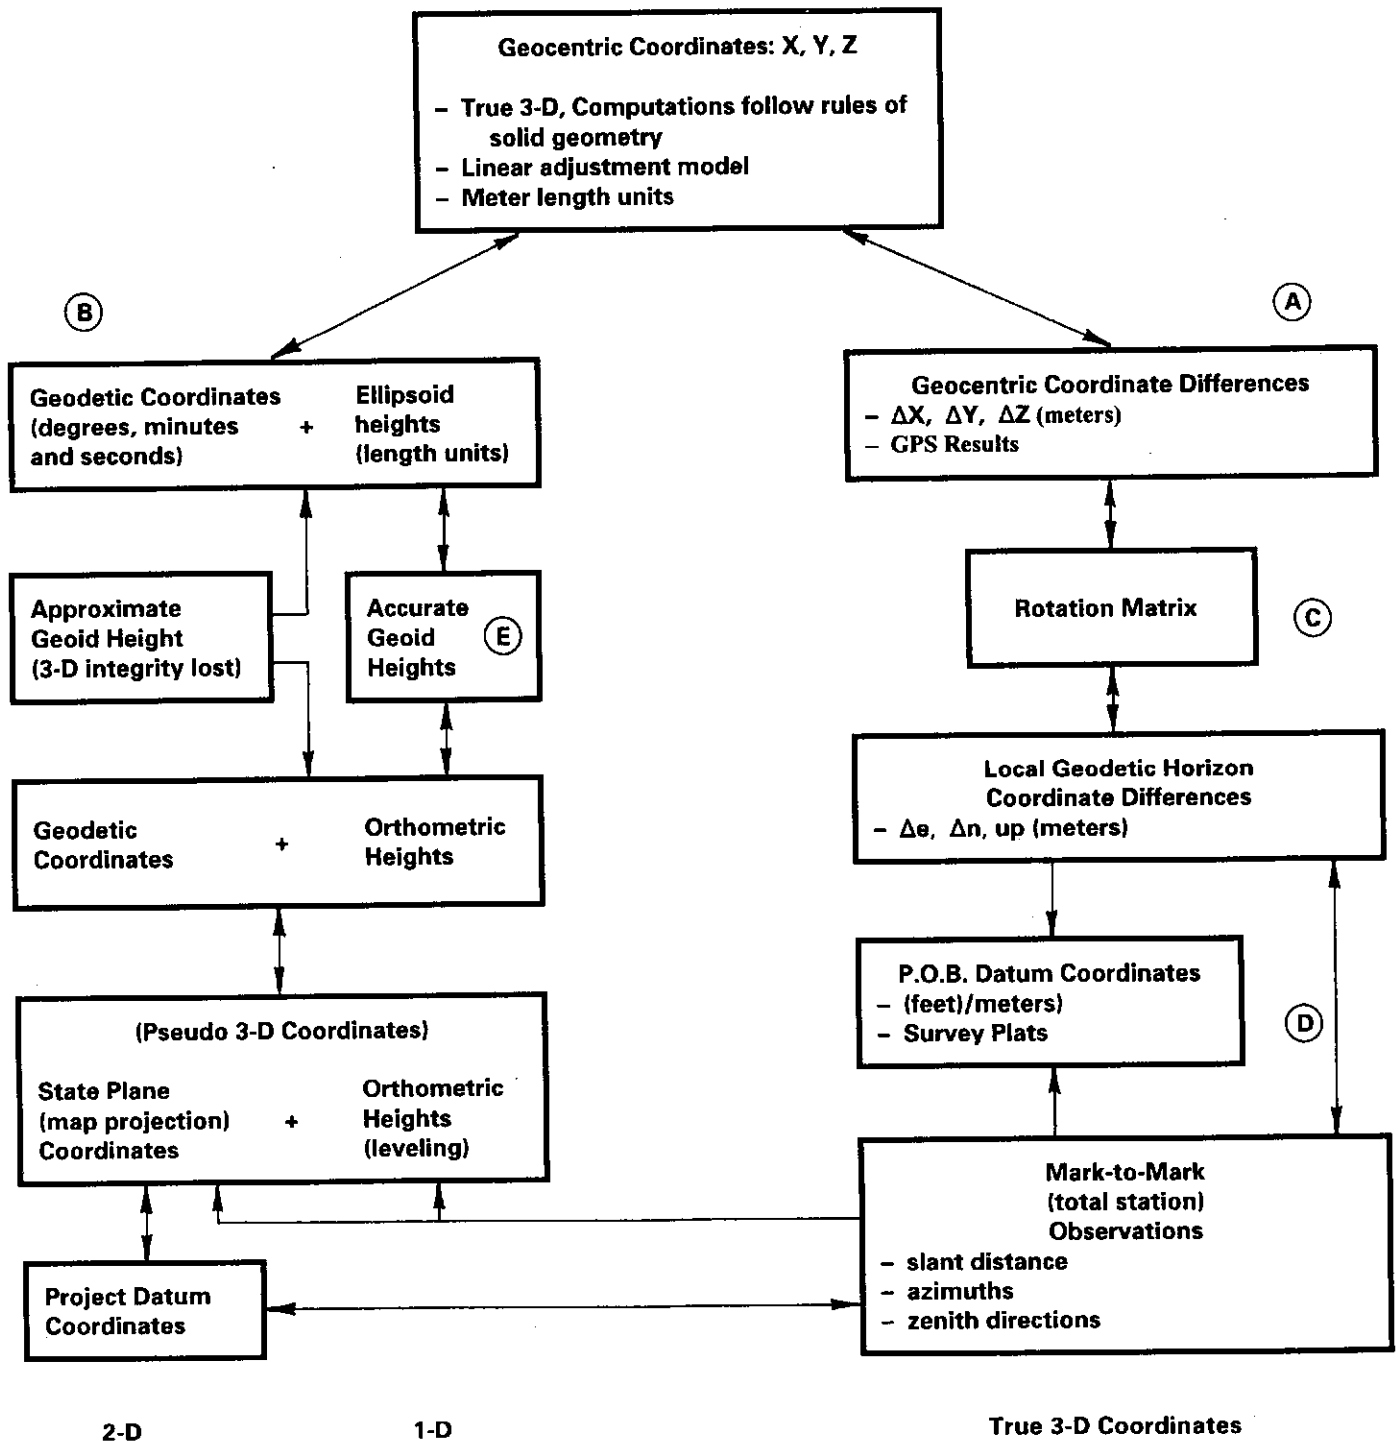 Geocentric Coordinates: X, Y, Z
– True 3-D, Computations follow rules of
solid geometry
– Linear adjustment model
– Meter length units
B
A
Geodetic Coordinates
(degrees, minutes
and seconds)
+
Ellipsoid
heights
(length units)
Geocentric Coordinate Differences
– ΔX, ΔY, ΔZ (meters)
– GPS Results
Approximate
Geoid Height
(3-D integrity lost)
Accurate
Geoid
Heights
E
Rotation Matrix
C
Local Geodetic Horizon
Coordinate Differences
– Δe, Δn, up (meters)
Geodetic
Coordinates
+
Orthometric
Heights
P.O.B. Datum Coordinates
– (feet)/meters)
– Survey Plats
D
(Pseudo 3-D Coordinates)
State Plane
(map projection)
Coordinates
+
Orthometric
Heights
(leveling)
Mark-to-Mark
(total station)
Observations
– slant distance
– azimuths
– zenith directions
Project Datum
Coordinates
2-D
1-D
True 3-D Coordinates